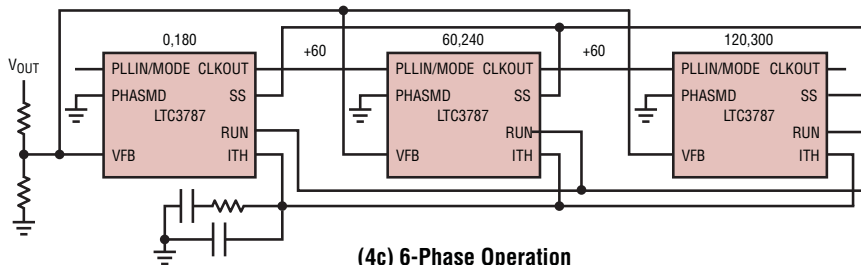 0,180
60,240
120,300
+60
+60
VOUT
PLLIN/MODE CLKOUT
PHASMD SS
LTC3787
RUN
VFB ITH
PLLIN/MODE CLKOUT
PHASMD SS
LTC3787
RUN
VFB ITH
PLLIN/MODE CLKOUT
PHASMD SS
LTC3787
RUN
VFB ITH
(4c) 6-Phase Operation